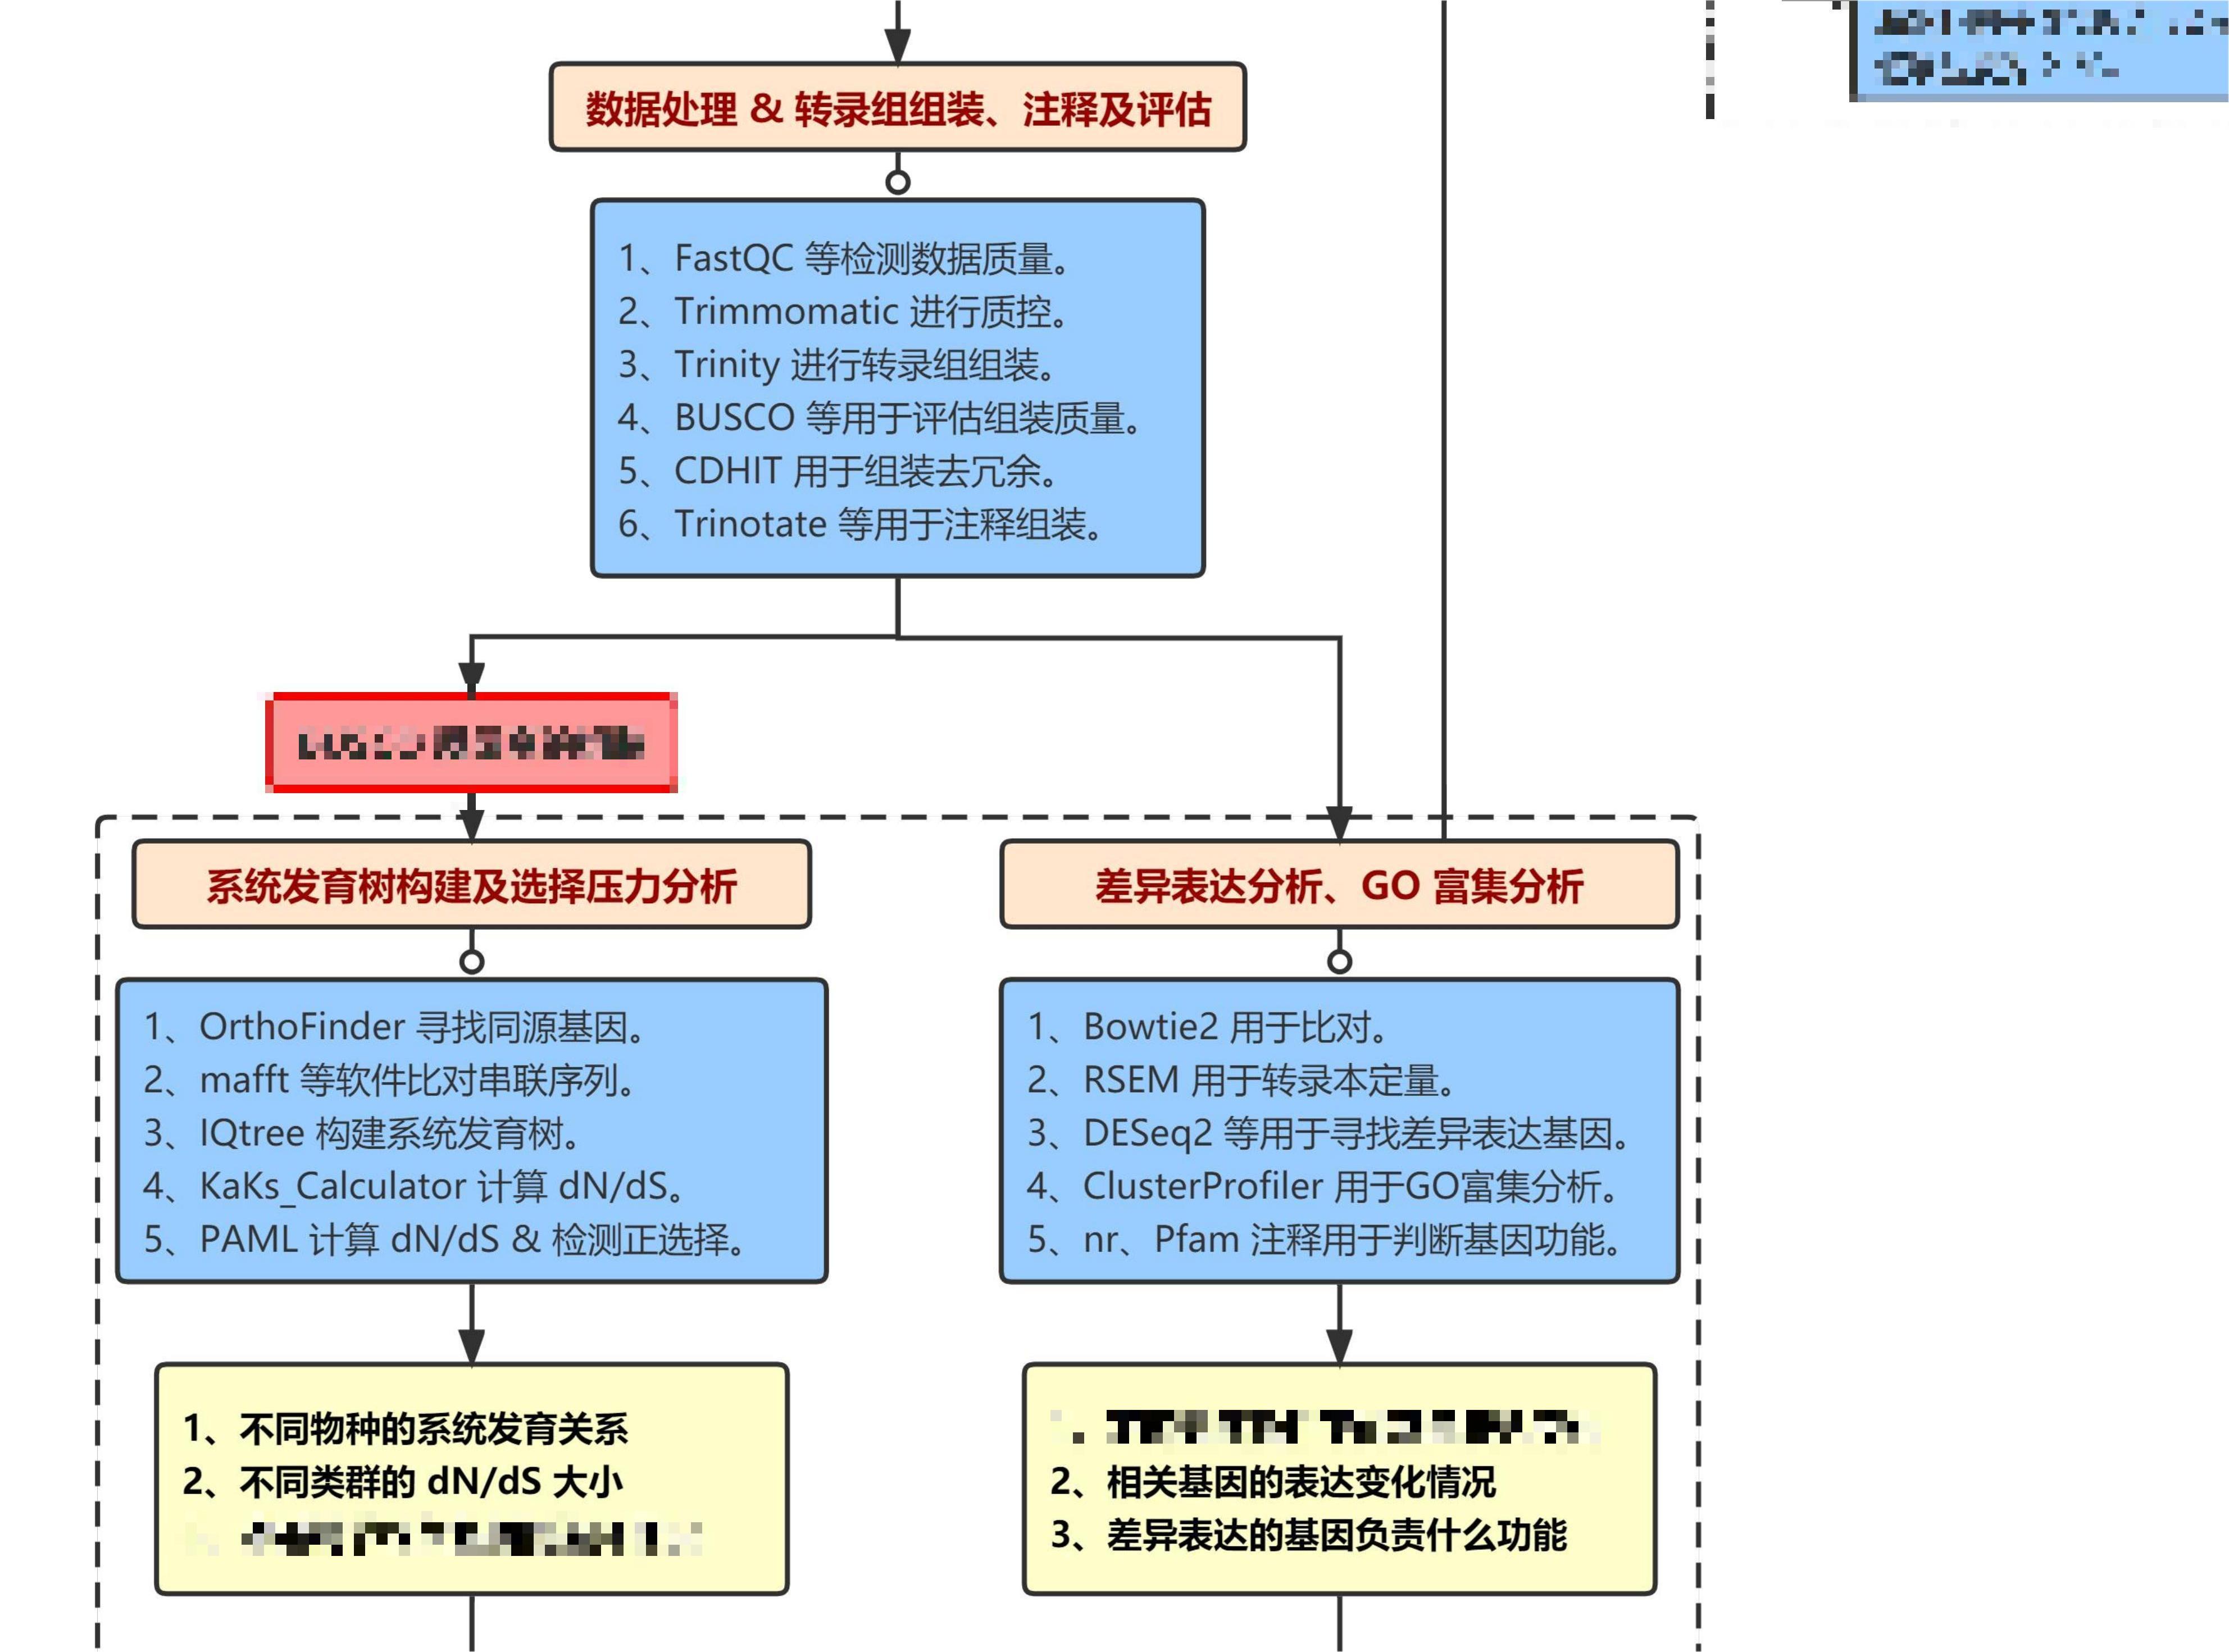 数据处理 & 转录组组装、注释及评估
1、FastQC 等检测数据质量。
2、Trimmomatic 进行质控。
3、Trinity 进行转录组组装。
4、BUSCO 等用于评估组装质量。
5、CDHIT 用于组装去冗余。
6、Trinotate 等用于注释组装。
系统发育树构建及选择压力分析
1、OrthoFinder 寻找同源基因。
2、mafft 等软件比对串联序列。
3、IQtree 构建系统发育树。
4、KaKs_Calculator 计算 dN/dS。
5、PAML 计算 dN/dS & 检测正选择。
1、不同物种的系统发育关系
2、不同类群的 dN/dS 大小
差异表达分析、GO 富集分析
1、Bowtie2 用于比对。
2、RSEM 用于转录本定量。
3、DESeq2 等用于寻找差异表达基因。
4、ClusterProfiler 用于GO富集分析。
5、nr、Pfam 注释用于判断基因功能。
2、相关基因的表达变化情况
3、差异表达的基因负责什么功能